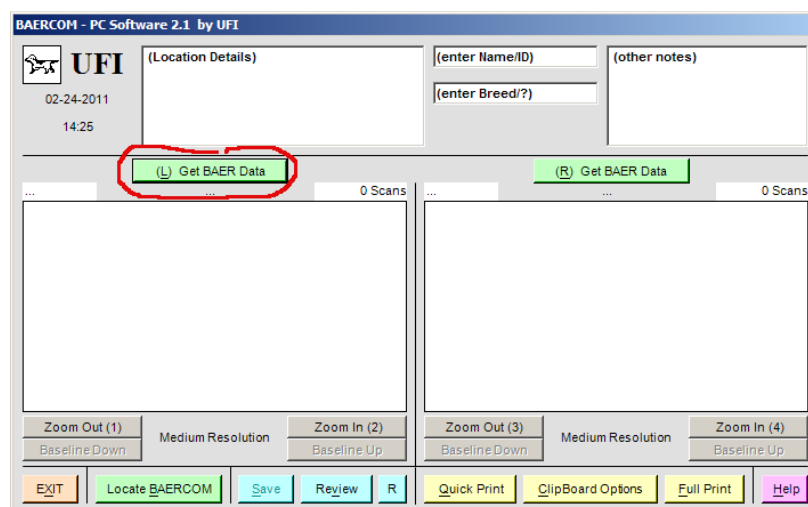 BAERCOM - PC Software 2.1 by UFI
UFI
(Location Details)
(enter Name/ID)
(other notes)
(enter Breed/?)
02-24-2011
14:25
(L) Get BAER Data
(R) Get BAER Data
... ... 0 Scans
... ... 0 Scans
Zoom Out (1)
Medium Resolution
Zoom In (2)
Baseline Down
Baseline Up
Zoom Out (3)
Medium Resolution
Zoom In (4)
Baseline Down
Baseline Up
EXIT
Locate BAERCOM
Save
Review
R
Quick Print
ClipBoard Options
Full Print
Help